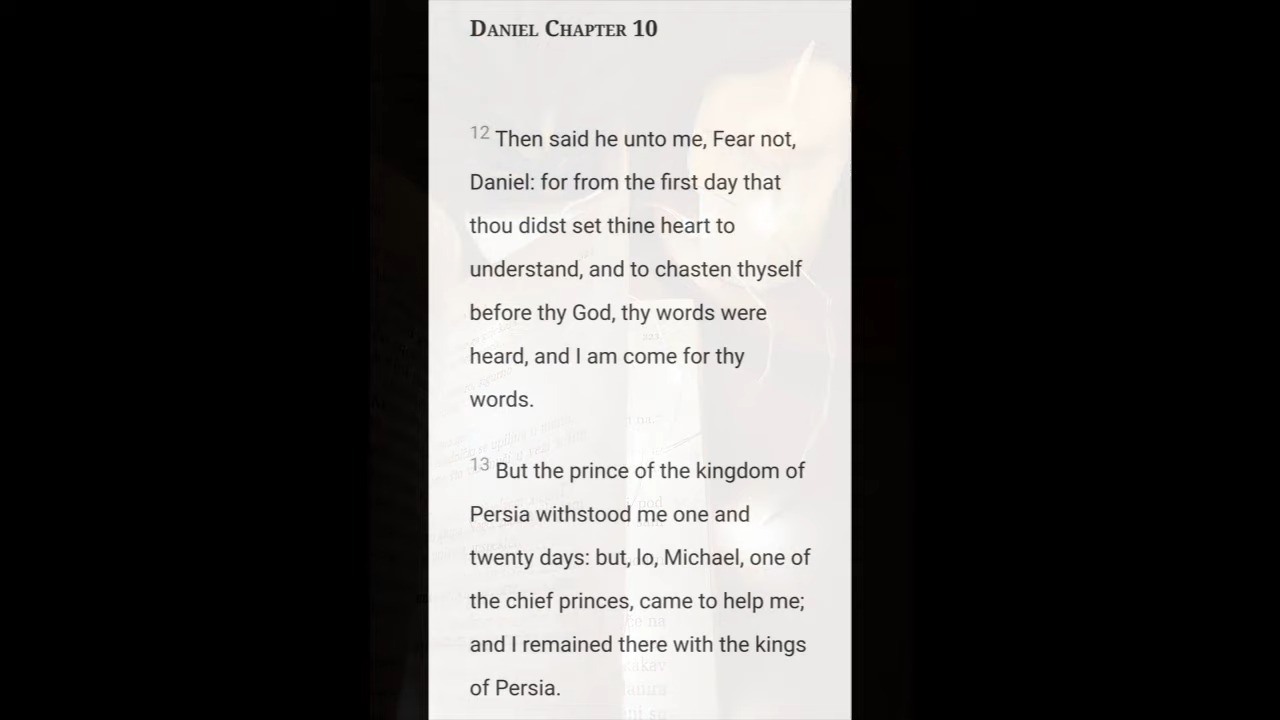 DANIEL CHAPTER 10
12 Then said he unto me, Fear not,
Daniel: for from the first day that
thou didst set thine heart to
understand, and to chasten thyself
before thy God, thy words were
heard, and I am come for thy
words.
13 But the prince of the kingdom of
Persia withstood me one and
twenty days: but, lo, Michael, one of
the chief princes, came to help me;
and I remained there with the kings
of Persia.